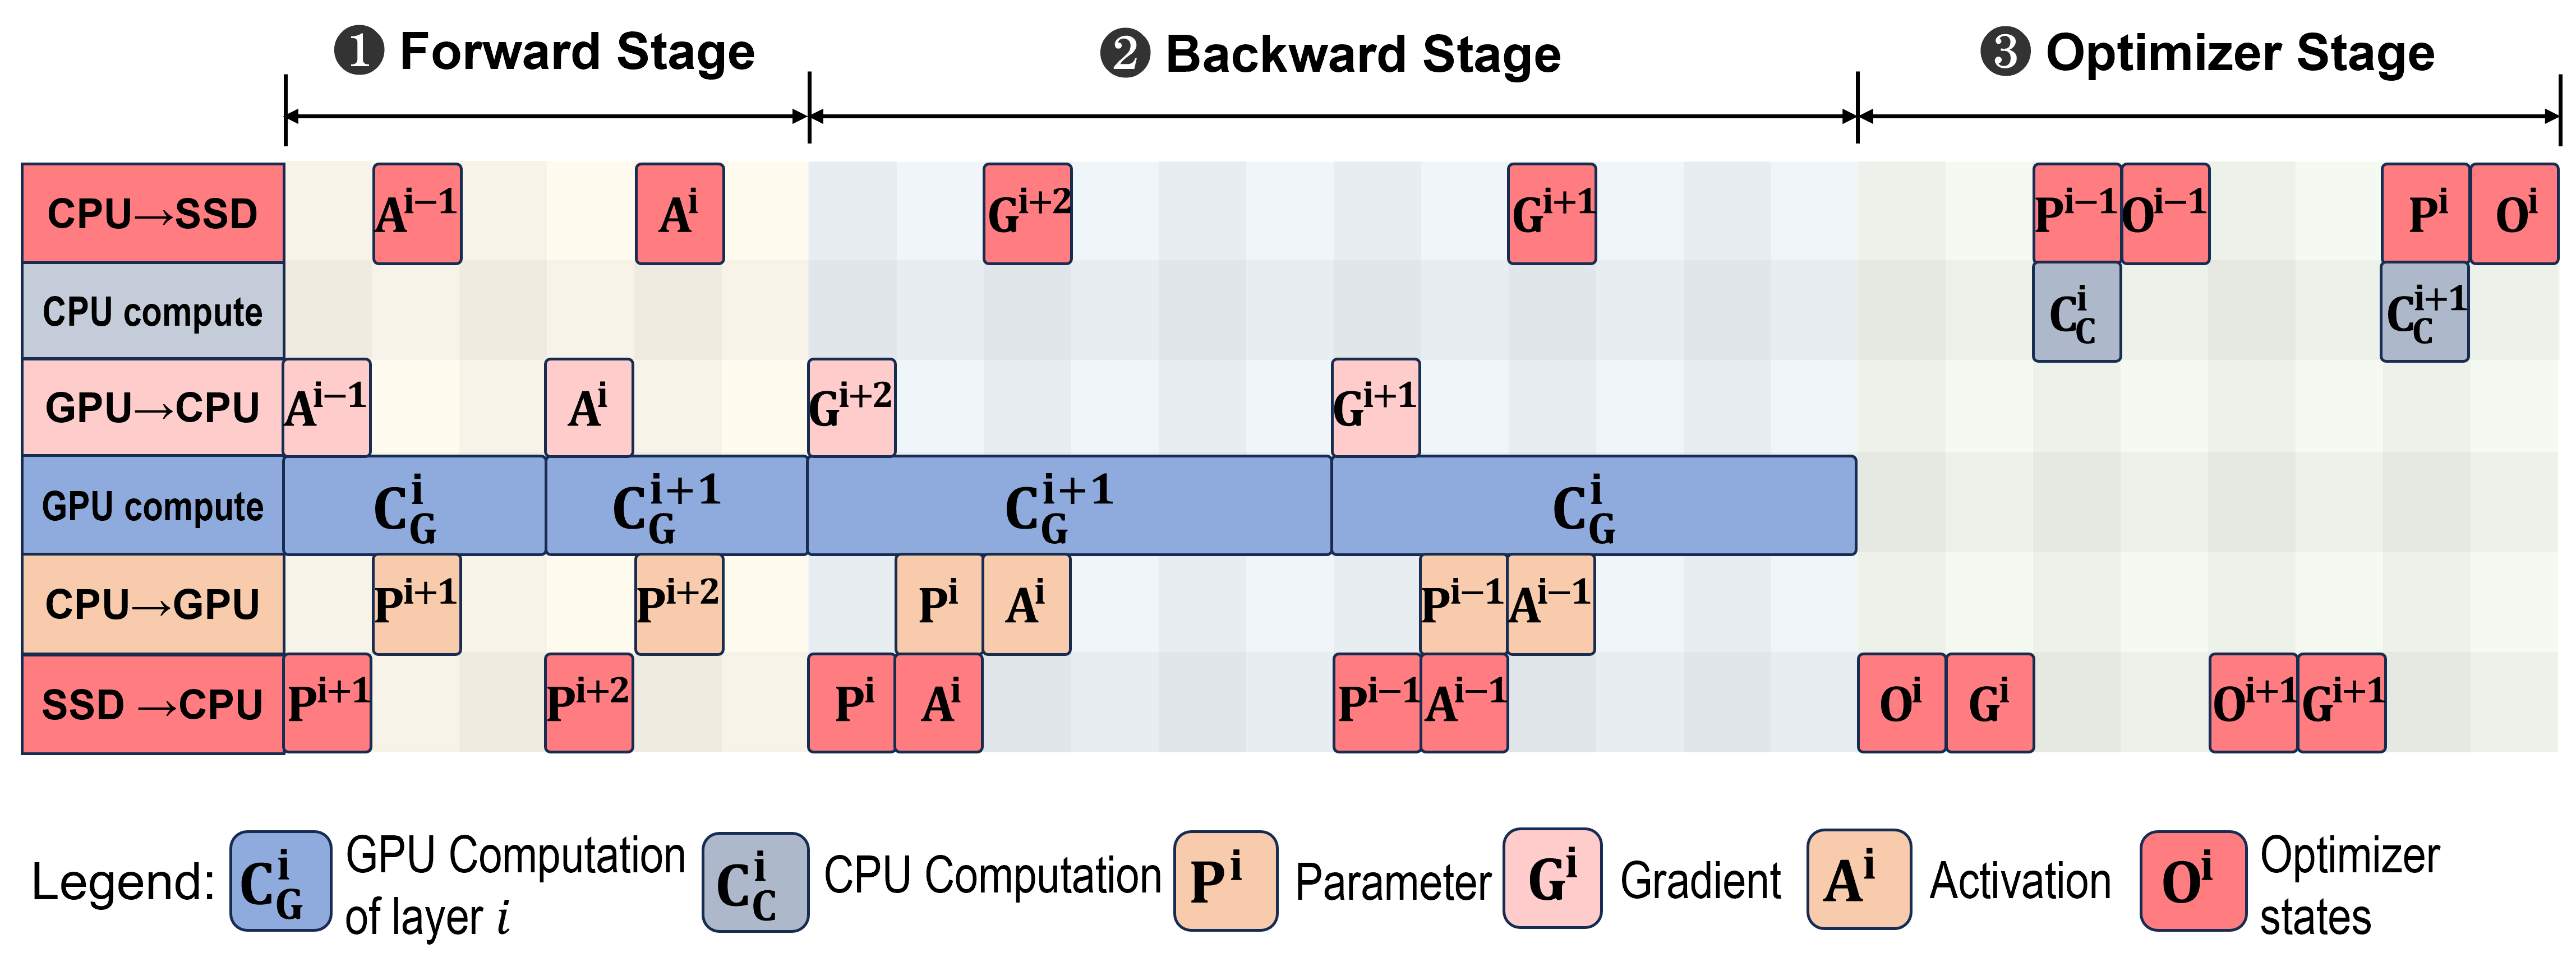 ❶ Forward Stage
❷ Backward Stage
❸ Optimizer Stage
CPU→SSD A^{i−1} A^{i} G^{i+2} G^{i+1} P^{i−1} O^{i−1} P^{i} O^{i}
CPU compute C_C^{i} C_C^{i+1}
GPU→CPU A^{i−1} A^{i} G^{i+2} G^{i+1}
GPU compute C_G^{i} C_G^{i+1} C_G^{i+1} C_G^{i}
CPU→GPU P^{i+1} P^{i+2} P^{i} A^{i} P^{i−1} A^{i−1}
SSD →CPU P^{i+1} P^{i+2} P^{i} A^{i} P^{i−1} A^{i−1} O^{i} G^{i} O^{i+1} G^{i+1}
Legend:
C_G^{i} GPU Computation
of layer i
C_C^{i} CPU Computation
P^{i} Parameter
G^{i} Gradient
A^{i} Activation
O^{i} Optimizer
states